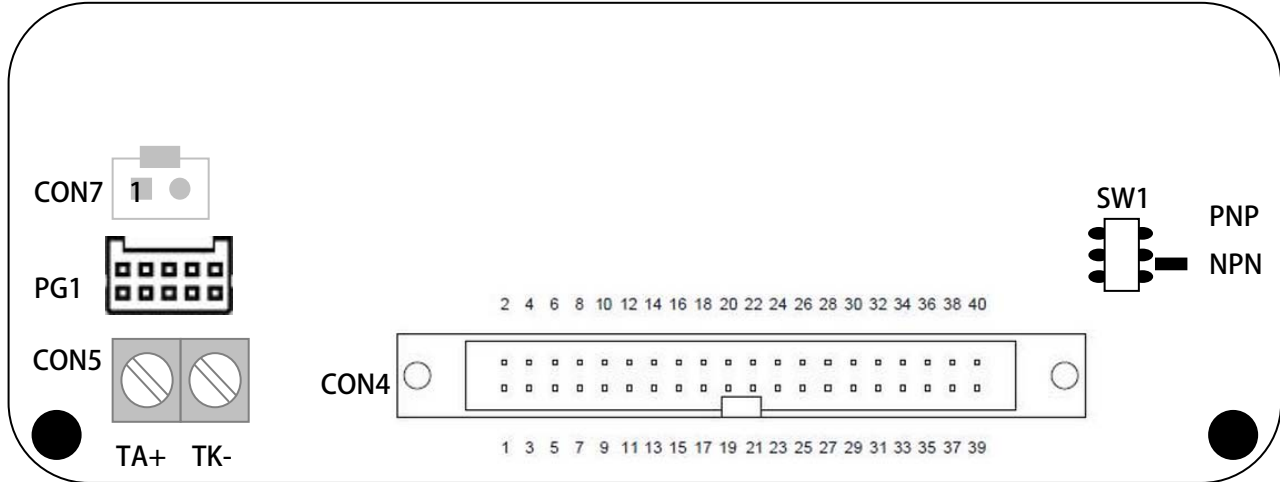 CON7 1
SW1
PNP
NPN
PG1
2 4 6 8 10 12 14 16 18 20 22 24 26 28 30 32 34 36 38 40
CON5
CON4
1 3 5 7 9 11 13 15 17 19 21 23 25 27 29 31 33 35 37 39
TA+ TK-